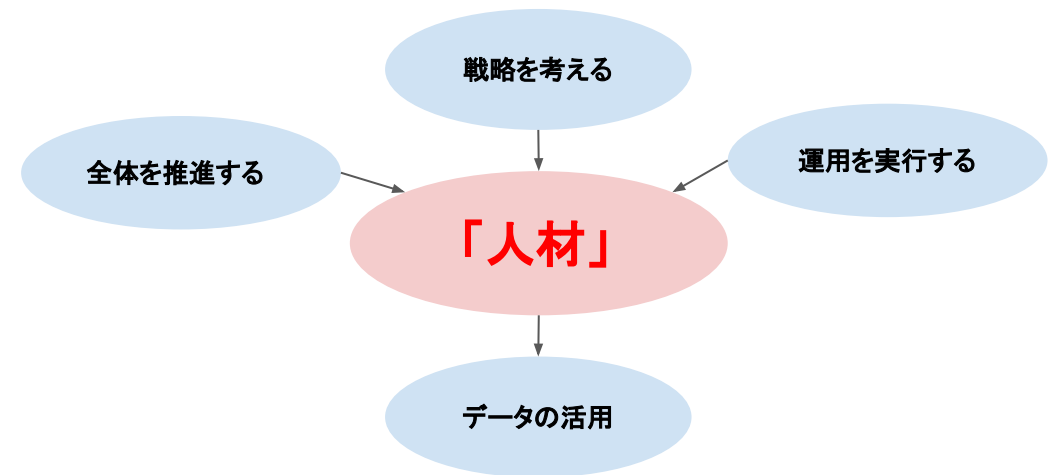 戦略を考える
全体を推進する
運用を実行する
「人材」
データの活用